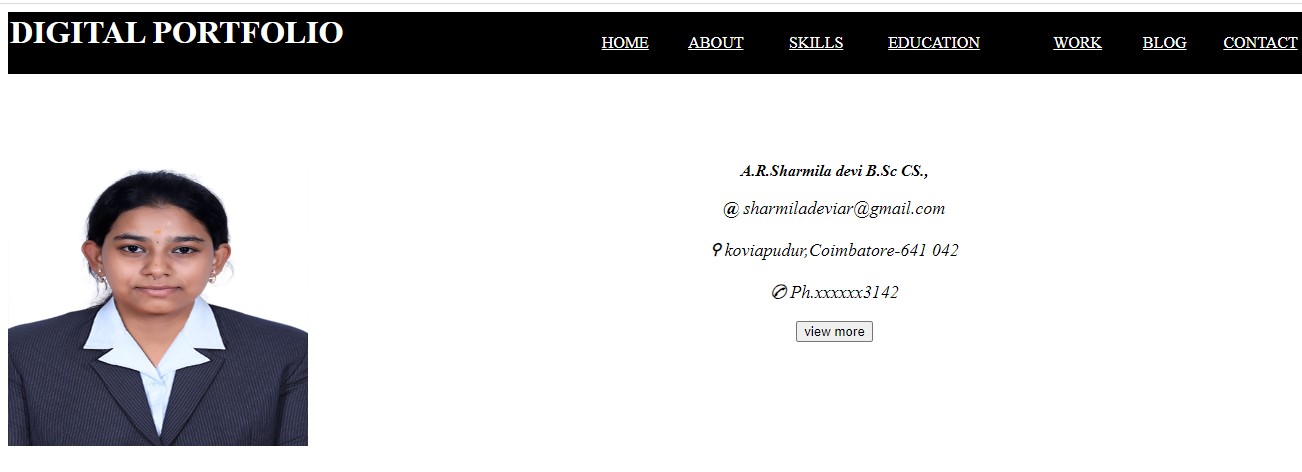 DIGITAL PORTFOLIO
HOME ABOUT SKILLS EDUCATION WORK BLOG CONTACT
A.R.Sharmila devi B.Sc CS.,
@ sharmiladeviar@gmail.com
⚲ koviapudur,Coimbatore-641 042
✆ Ph.xxxxxx3142
view more